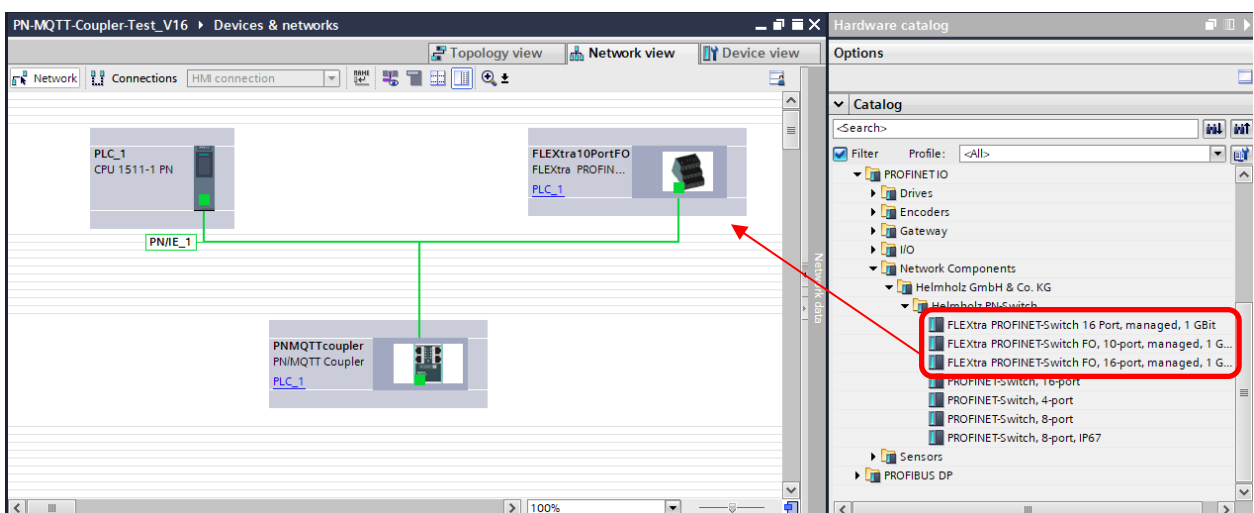 PN-MQTT-Coupler-Test_V16 ▸ Devices & networks
Topology view
Network view
Device view
Network
Connections
HMI connection
PLC_1
CPU 1511-1 PN
FLEXtra10PortFO
FLEXtra PROFIN...
PLC_1
PN/IE_1
PNMQTTcoupler
PN/MQTT Coupler
PLC_1
100%
Network data
Hardware catalog
Options
Catalog
<Search>
Filter
Profile:
<All>
PROFINET IO
Drives
Encoders
Gateway
I/O
Network Components
Helmholz GmbH & Co. KG
Helmholz PN-Switch
FLEXtra PROFINET-Switch 16 Port, managed, 1 GBit
FLEXtra PROFINET-Switch FO, 10-port, managed, 1 G...
FLEXtra PROFINET-Switch FO, 16-port, managed, 1 G...
PROFINET-Switch, 16-port
PROFINET-Switch, 4-port
PROFINET-Switch, 8-port
PROFINET-Switch, 8-port, IP67
Sensors
PROFIBUS DP